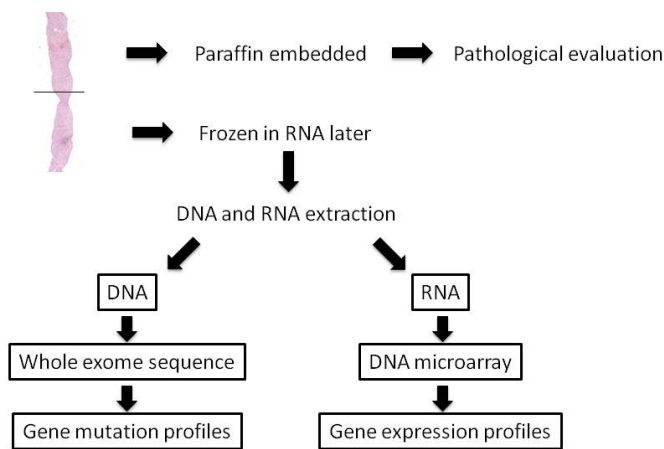 Paraffin embedded
Pathological evaluation
Frozen in RNA later
DNA and RNA extraction
DNA
RNA
Whole exome sequence
DNA microarray
Gene mutation profiles
Gene expression profiles